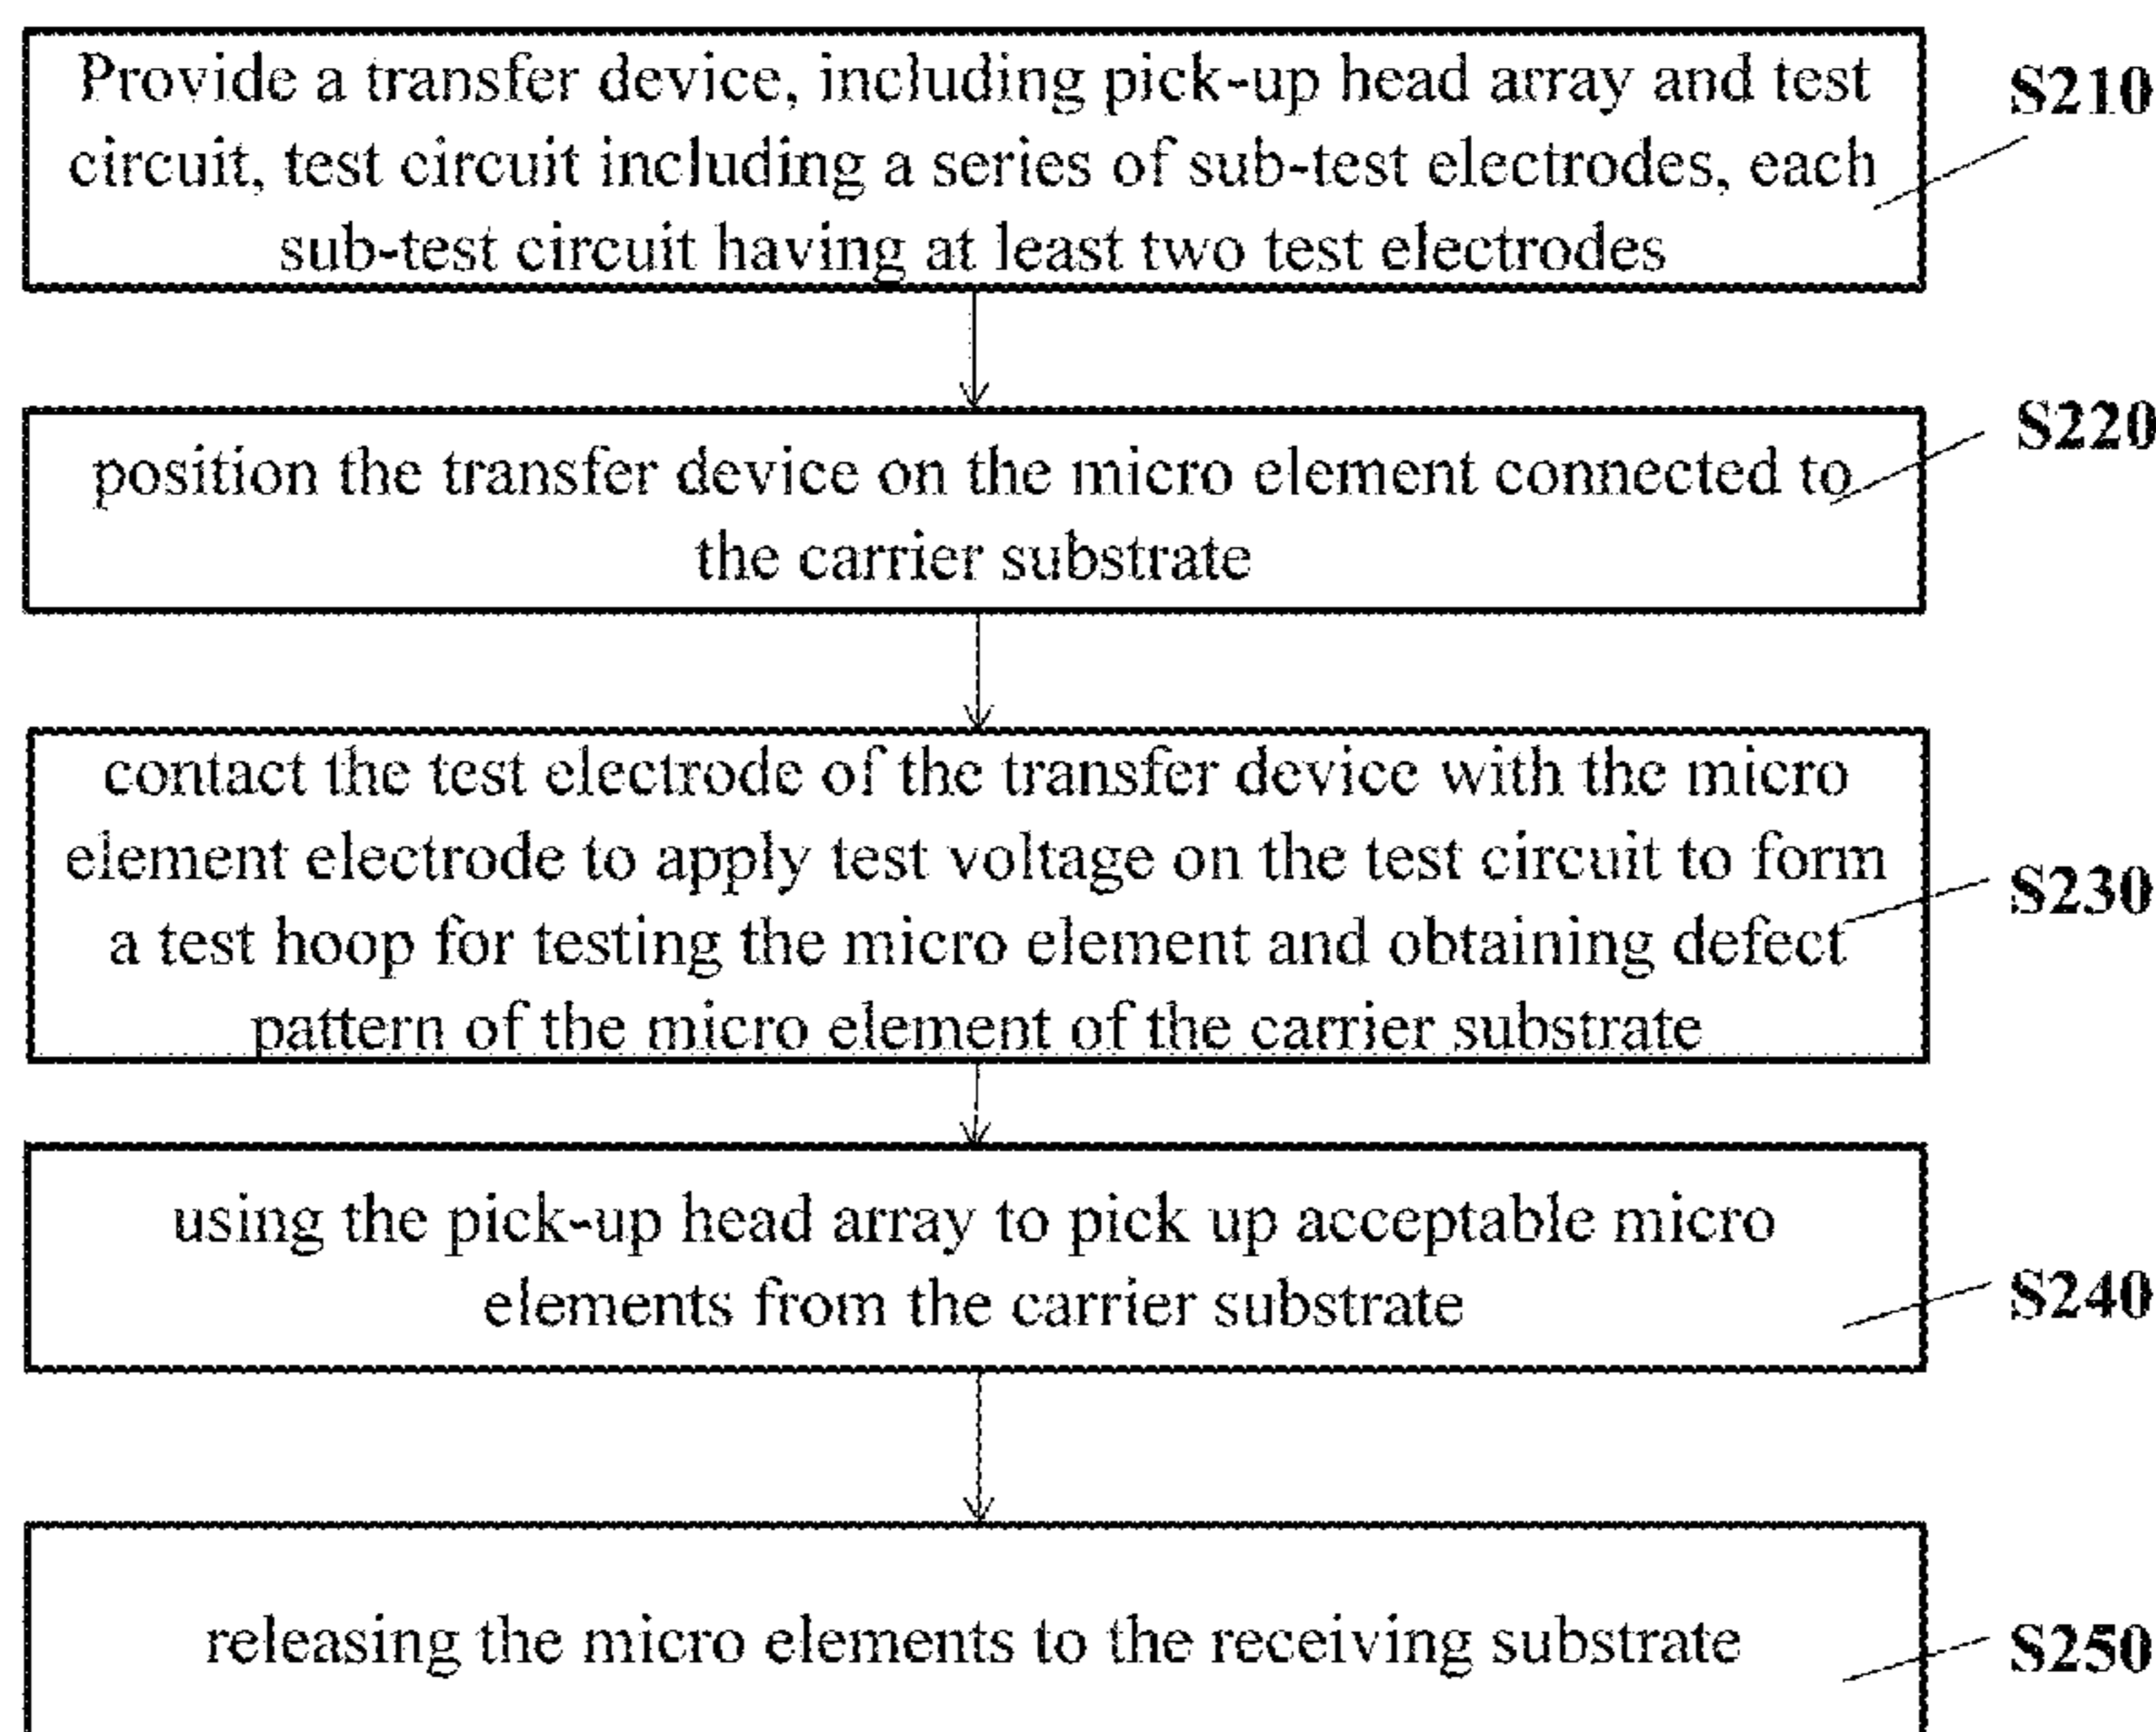 Provide a transfer device, including pick-up head array and test
circuit, test circuit including a series of sub-test electrodes, each
sub-test circuit having at least two test electrodes
S210
position the transfer device on the micro element connected to
the carrier substrate
S220
contact the test electrode of the transfer device with the micro
element electrode to apply test voltage on the test circuit to form
a test hoop for testing the micro element and obtaining defect
pattern of the micro element of the carrier substrate
S230
using the pick-up head array to pick up acceptable micro
elements from the carrier substrate
S240
releasing the micro elements to the receiving substrate
S250